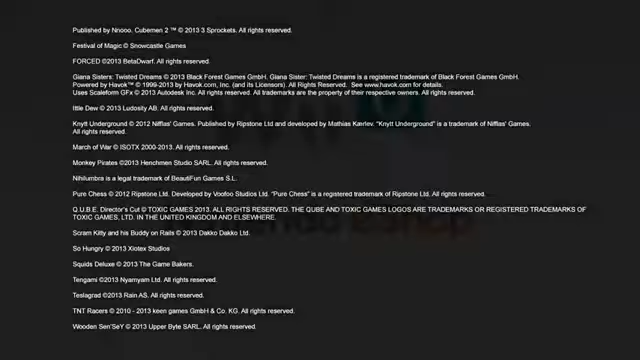 Published by Nnooo. Cubemen 2 ™ © 2013 3 Sprockets. All rights reserved.
Festival of Magic © Snowcastle Games
FORCED ©2013 BetaDwarf. All rights reserved.
Giana Sisters: Twisted Dreams © 2013 Black Forest Games GmbH. Giana Sister: Twisted Dreams is a registered trademark of Black Forest Games GmbH.
Powered by Havok™ © 1999-2013 by Havok.com, Inc. (and its Licensors). All Rights Reserved. See www.havok.com for details.
Uses Scaleform GFx © 2013 Autodesk Inc. All rights reserved. All trademarks are the property of their respective owners. All rights reserved.
Ittle Dew © 2013 Ludosity AB. All rights reserved.
Knytt Underground © 2012 Nifflas' Games. Published by Ripstone Ltd and developed by Mathias Kærlev. "Knytt Underground" is a trademark of Nifflas' Games.
All rights reserved.
March of War © ISOTX 2000-2013. All rights reserved.
Monkey Pirates ©2013 Henchmen Studio SARL. All rights reserved.
Nihilumbra is a legal trademark of BeautiFun Games S.L.
Pure Chess © 2012 Ripstone Ltd. Developed by Voofoo Studios Ltd. "Pure Chess" is a registered trademark of Ripstone Ltd. All rights reserved.
Q.U.B.E. Director's Cut © TOXIC GAMES 2013. ALL RIGHTS RESERVED. THE QUBE AND TOXIC GAMES LOGOS ARE TRADEMARKS OR REGISTERED TRADEMARKS OF
TOXIC GAMES, LTD. IN THE UNITED KINGDOM AND ELSEWHERE.
Scram Kitty and his Buddy on Rails © 2013 Dakko Dakko Ltd.
So Hungry © 2013 Xiotex Studios
Squids Deluxe © 2013 The Game Bakers.
Tengami ©2013 Nyamyam Ltd. All rights reserved.
Teslagrad ©2013 Rain AS. All rights reserved.
TNT Racers © 2010 - 2013 keen games GmbH & Co. KG. All rights reserved.
Wooden Sen'SeY © 2013 Upper Byte SARL. All rights reserved.